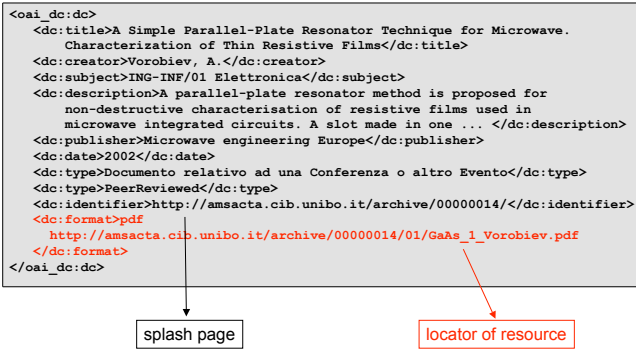 <oai_dc:dc>
<dc:title>A Simple Parallel-Plate Resonator Technique for Microwave.
Characterization of Thin Resistive Films</dc:title>
<dc:creator>Vorobiev, A.</dc:creator>
<dc:subject>ING-INF/01 Elettronica</dc:subject>
<dc:description>A parallel-plate resonator method is proposed for
non-destructive characterisation of resistive films used in
microwave integrated circuits. A slot made in one ... </dc:description>
<dc:publisher>Microwave engineering Europe</dc:publisher>
<dc:date>2002</dc:date>
<dc:type>Documento relativo ad una Conferenza o altro Evento</dc:type>
<dc:type>PeerReviewed</dc:type>
<dc:identifier>http://amsacta.cib.unibo.it/archive/00000014/</dc:identifier>
<dc:format>pdf
http://amsacta.cib.unibo.it/archive/00000014/01/GaAs_1_Vorobiev.pdf
</dc:format>
</oai_dc:dc>
splash page
locator of resource